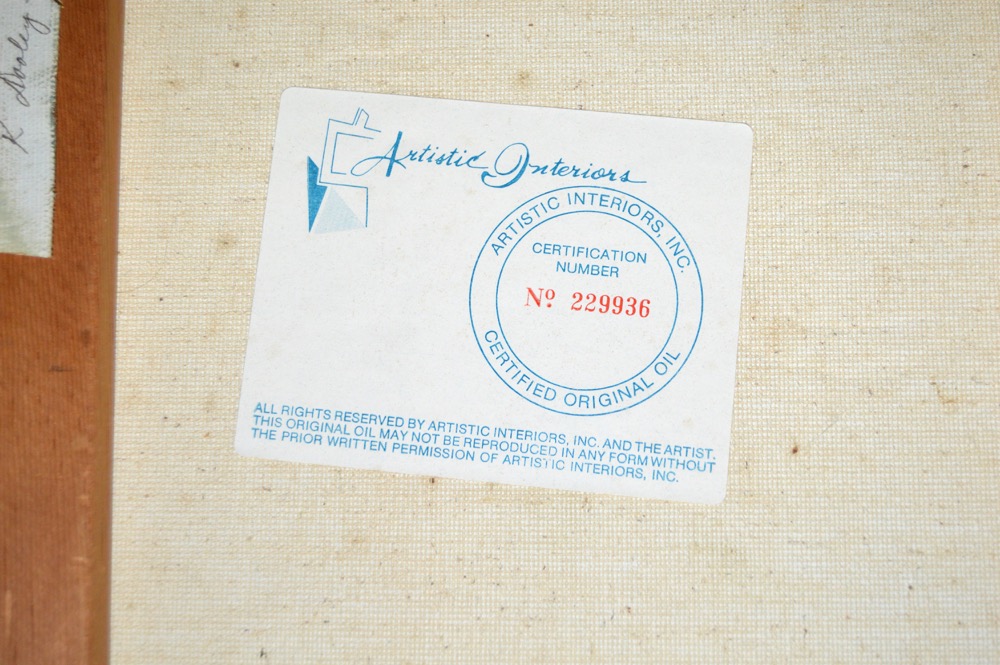 K Dooley
Artistic Interiors
ARTISTIC INTERIORS, INC.
CERTIFICATION
NUMBER
Nº 229936
CERTIFIED ORIGINAL OIL
ALL RIGHTS RESERVED BY ARTISTIC INTERIORS, INC. AND THE ARTIST.
THIS ORIGINAL OIL MAY NOT BE REPRODUCED IN ANY FORM WITHOUT
THE PRIOR WRITTEN PERMISSION OF ARTISTIC INTERIORS, INC.